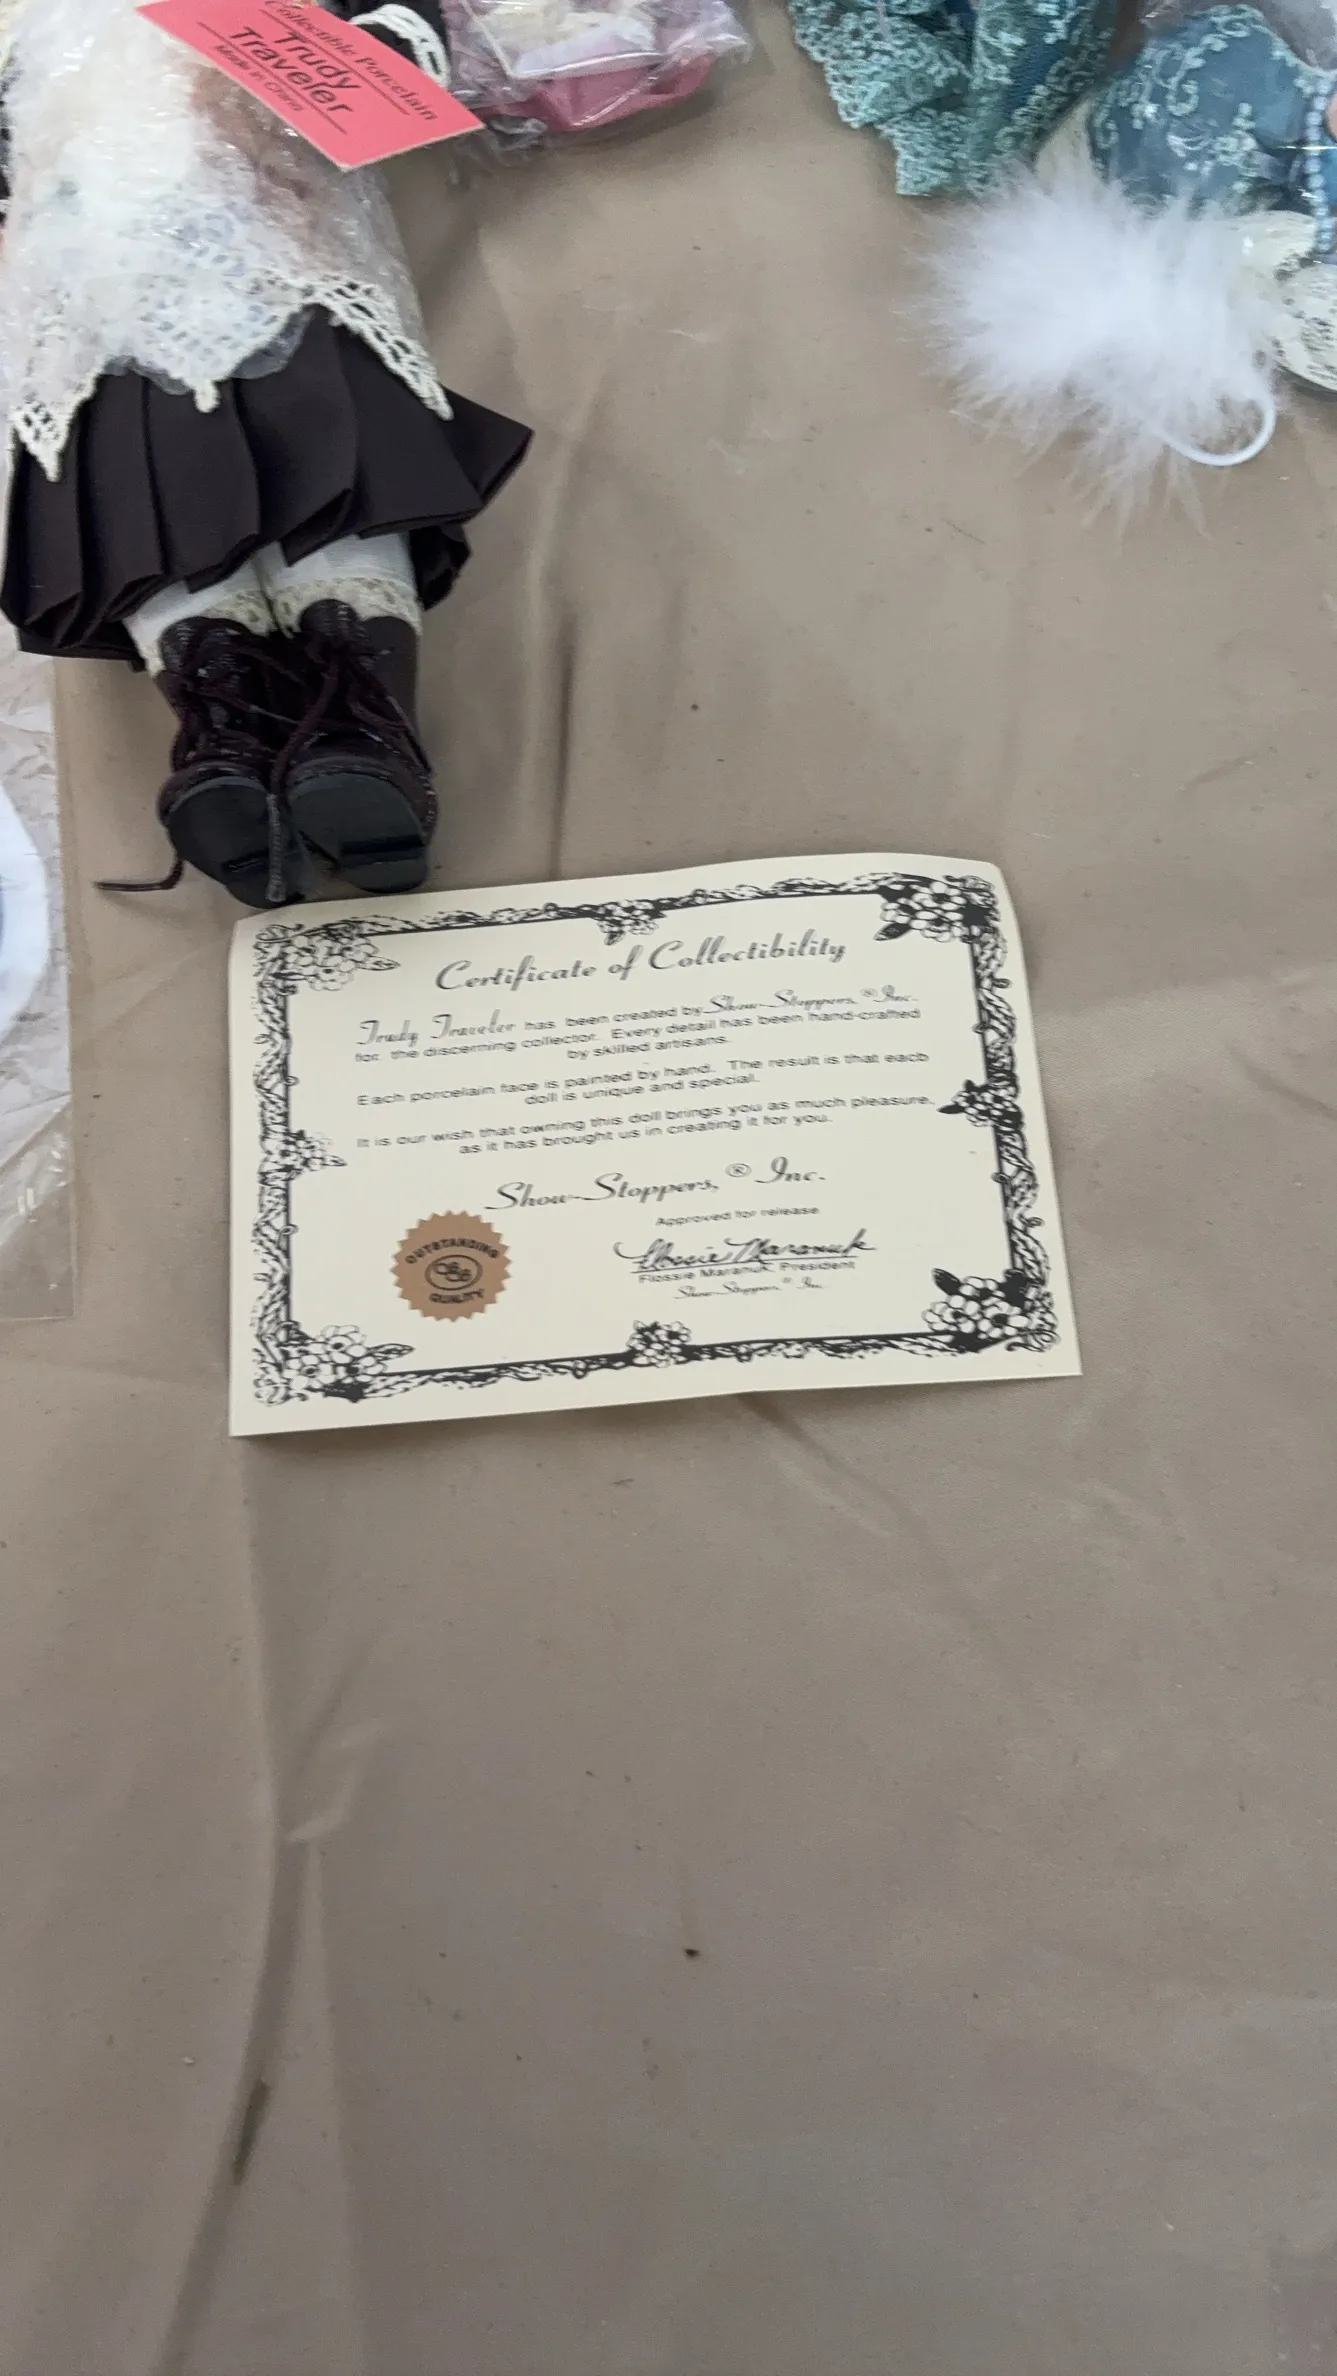 Collectible Porcelain
Trudy
Traveler
Made in China
Certificate of Collectibility
Trudy Traveler has been created by Show-Stoppers,® Inc.
for the discerning collector. Every detail has been hand-crafted
by skilled artisans.
Each porcelain face is painted by hand. The result is that each
doll is unique and special.
It is our wish that owning this doll brings you as much pleasure,
as it has brought us in creating it for you.
Show-Stoppers,® Inc.
Approved for release
Flossie Maranuk
Flossie Maranuk, President
Show-Stoppers,® Inc.
OUTSTANDING
QUALITY